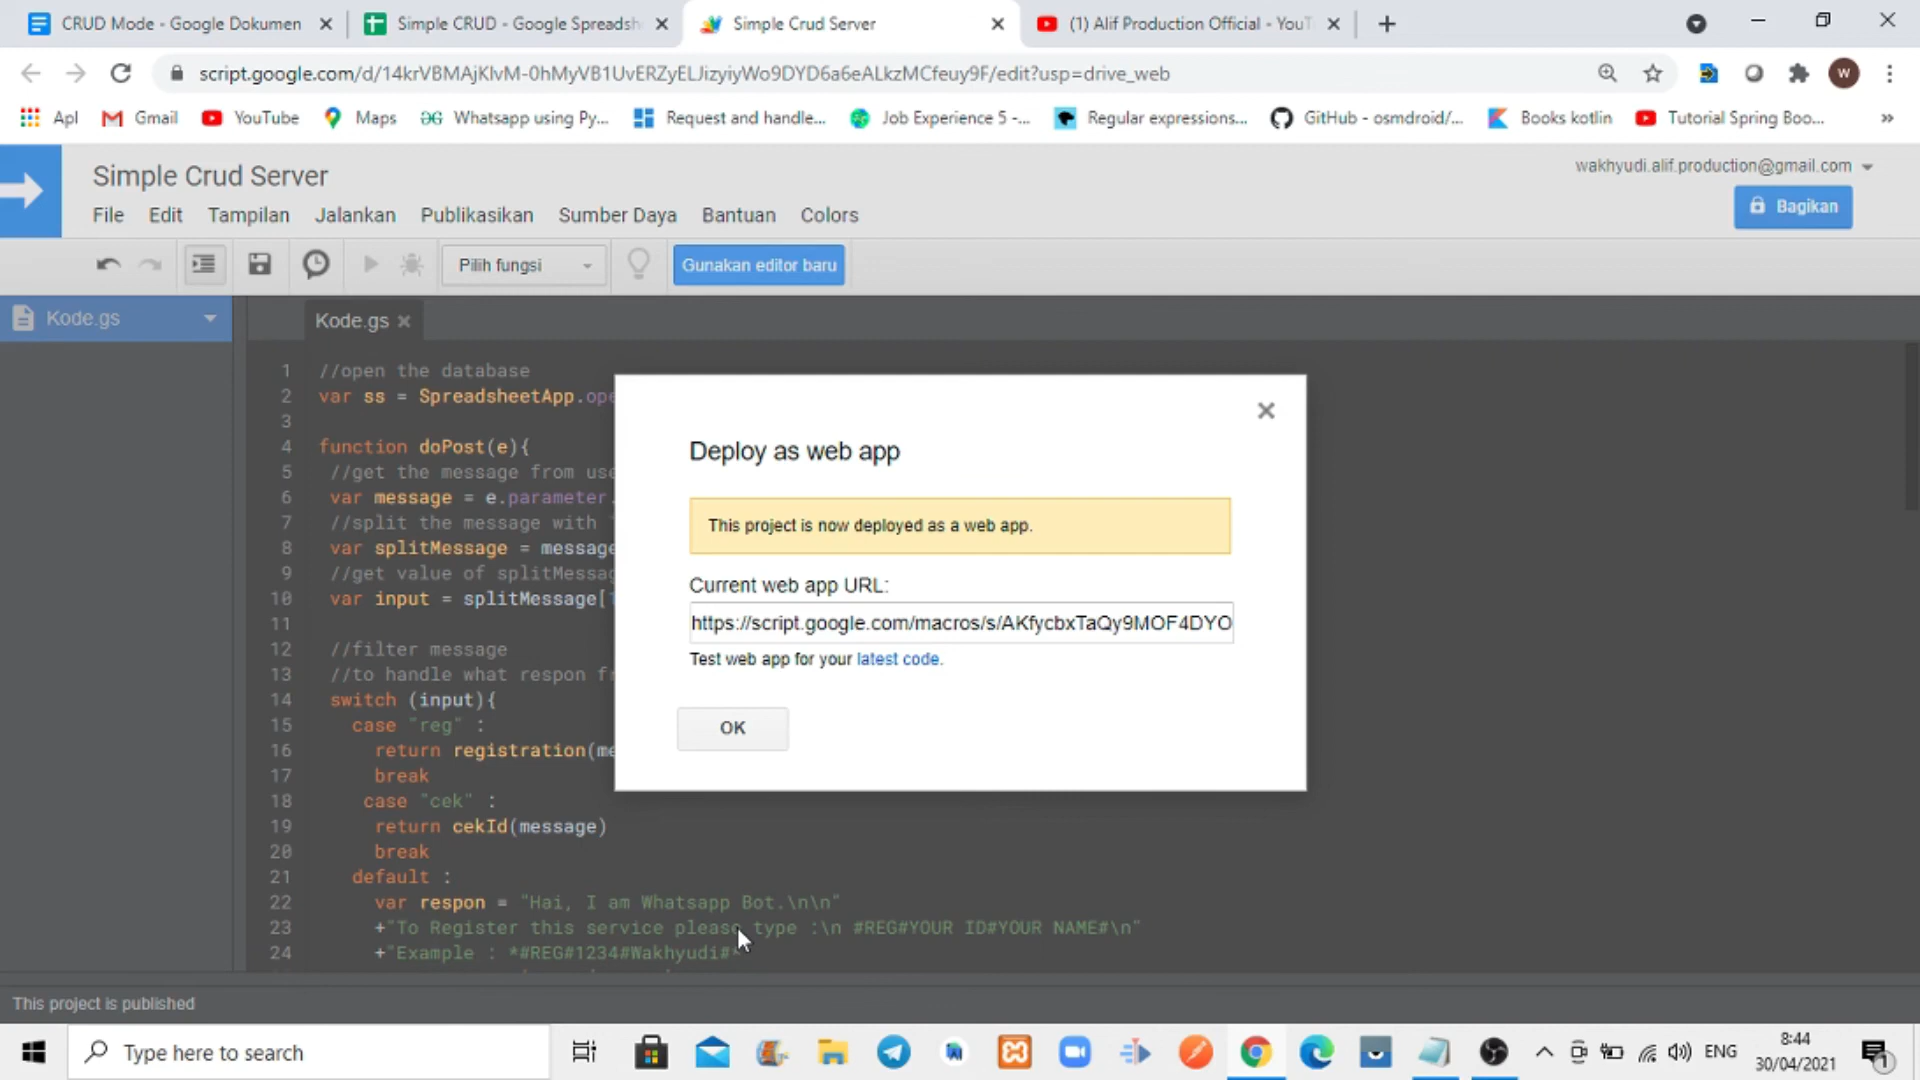 CRUD Mode - Google Dokumen
Simple CRUD - Google Spreadsh
Simple Crud Server
(1) Alif Production Official - YouT
script.google.com/d/14krVBMAjKlvM-0hMyVB1UvERZyELJizyiyWo9DYD6a6eALkzMCfeuy9F/edit?usp=drive_web
W
Apl
Gmail
YouTube
Maps
Whatsapp using Py...
Request and handle...
Job Experience 5 -...
Regular expressions...
GitHub - osmdroid/...
Books kotlin
Tutorial Spring Boo...
»
Simple Crud Server
wakhyudi.alif.production@gmail.com
File Edit Tampilan Jalankan Publikasikan Sumber Daya Bantuan Colors
Bagikan
Pilih fungsi
Gunakan editor baru
Kode.gs
Kode.gs
1 //open the database
2 var ss = SpreadsheetApp.ope
3
4 function doPost(e){
5 //get the message from use
6 var message = e.parameter.
7 //split the message with
8 var splitMessage = message
9 //get value of splitMessag
10 var input = splitMessage[1
11
12 //filter message
13 //to handle what respon fr
14 switch (input){
15 case "reg" :
16 return registration(me
17 break
18 case "cek" :
19 return cekId(message)
20 break
21 default :
22 var respon = "Hai, I am Whatsapp Bot.\n\n"
23 +"To Register this service please type :\n #REG#YOUR ID#YOUR NAME#\n"
24 +"Example : *#REG#1234#Wakhyudi#*
Deploy as web app
This project is now deployed as a web app.
Current web app URL:
https://script.google.com/macros/s/AKfycbxTaQy9MOF4DYO
Test web app for your latest code.
OK
This project is published
Type here to search
ENG
8:44
30/04/2021
1